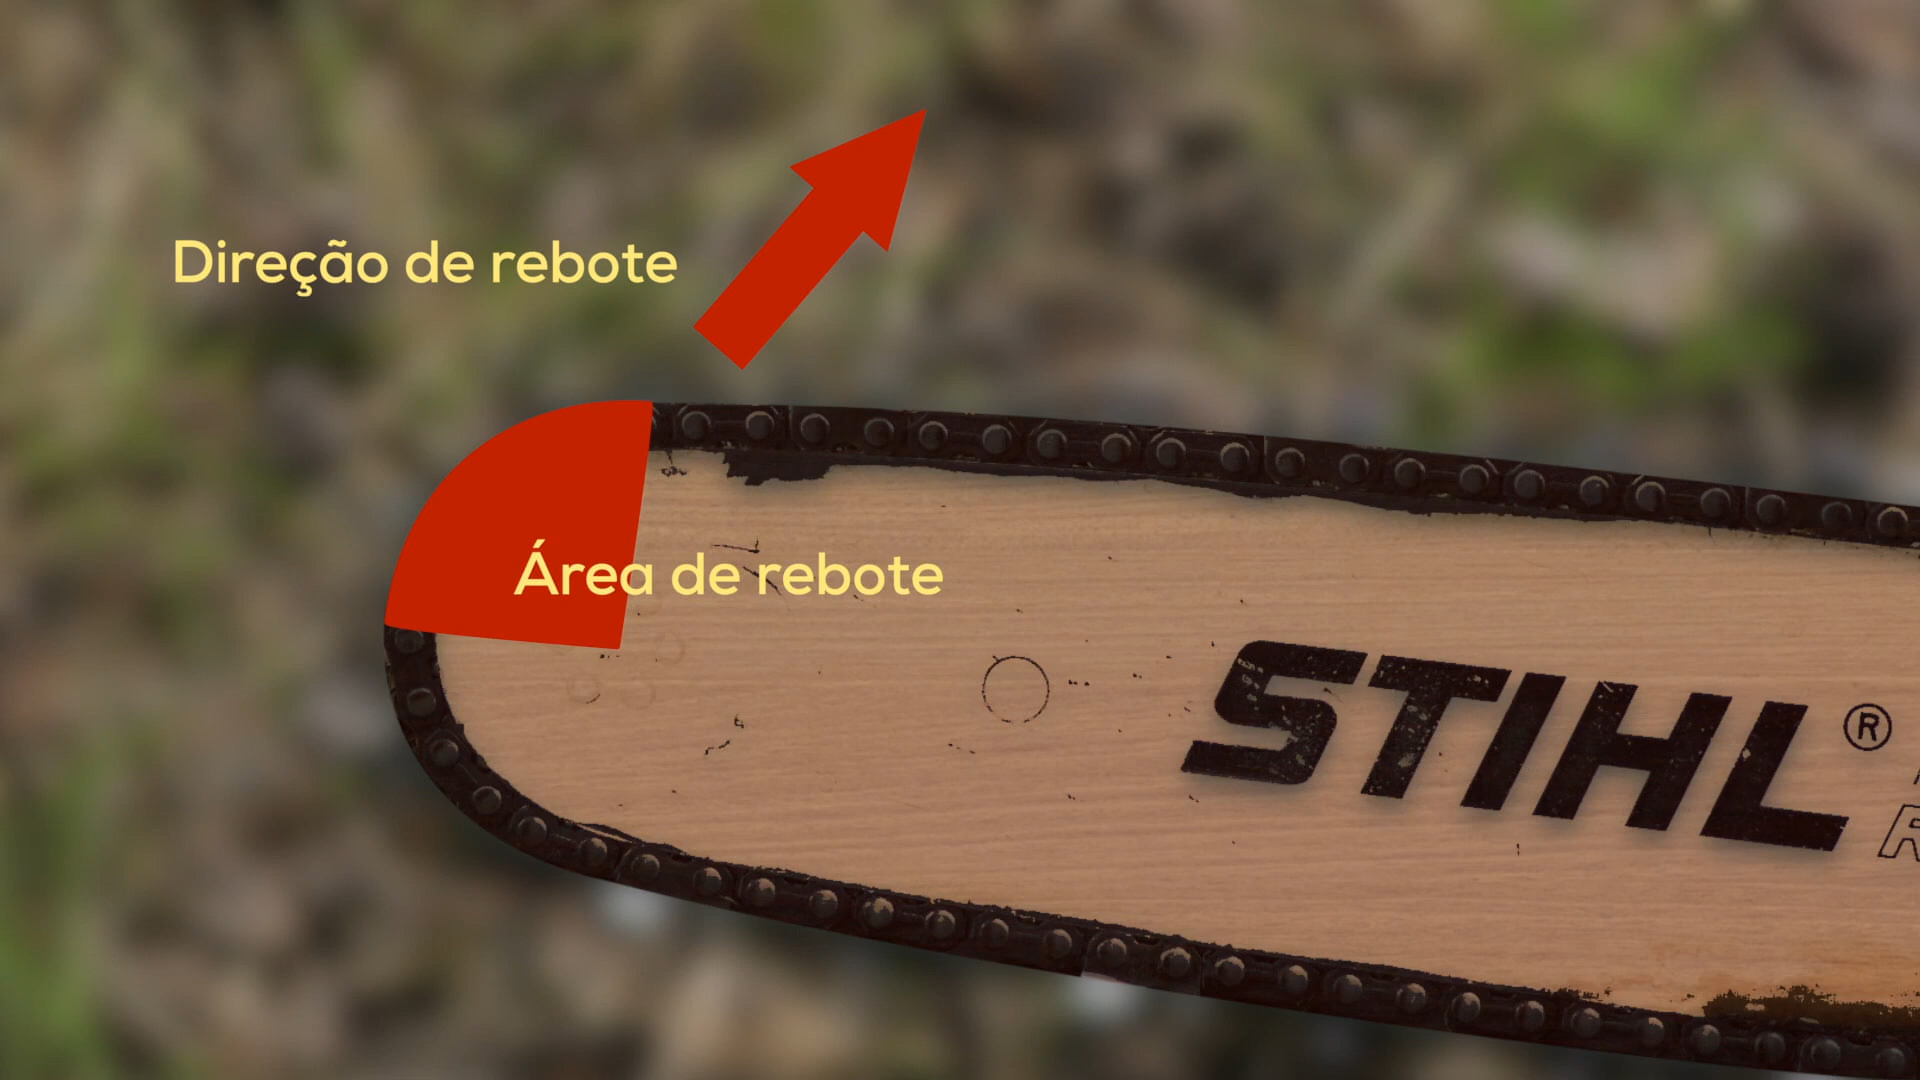 Direção de rebote
Área de rebote
STIHL®
R